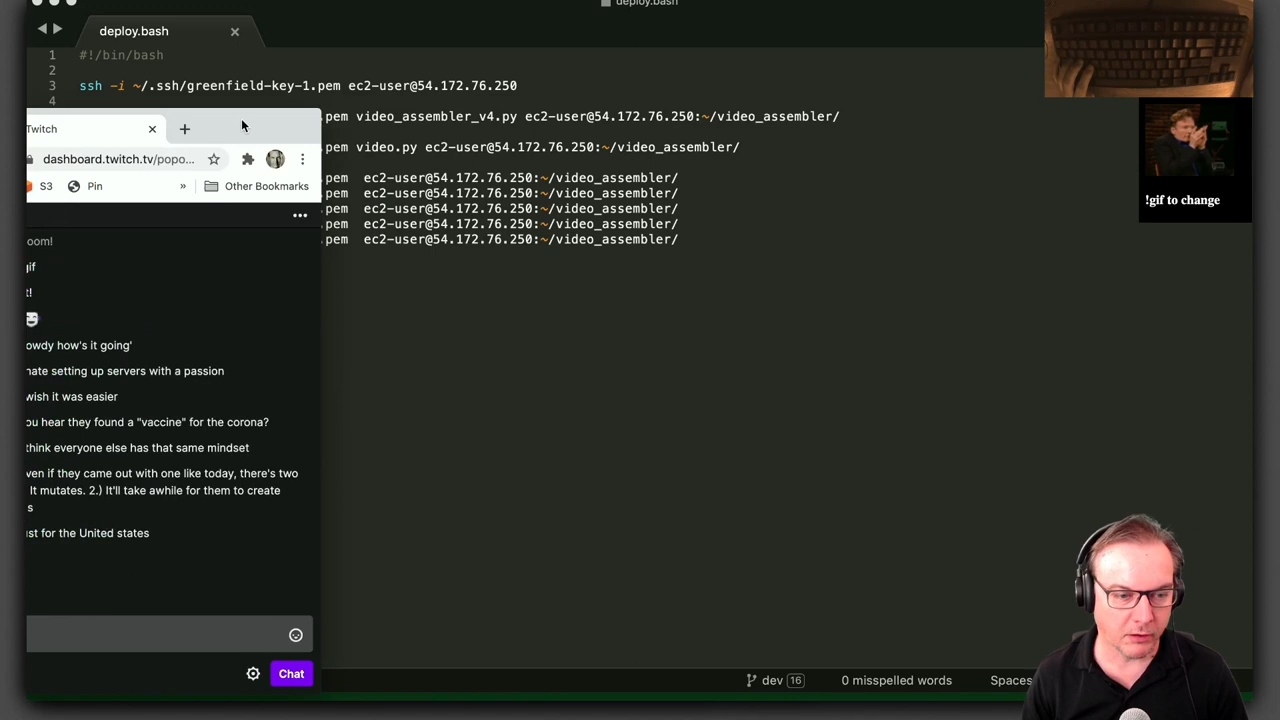 deploy.bash
deploy.bash
1 #!/bin/bash
2
3 ssh -i ~/.ssh/greenfield-key-1.pem ec2-user@54.172.76.250
4
.pem video_assembler_v4.py ec2-user@54.172.76.250:~/video_assembler/
.pem video.py ec2-user@54.172.76.250:~/video_assembler/
.pem ec2-user@54.172.76.250:~/video_assembler/
.pem ec2-user@54.172.76.250:~/video_assembler/
.pem ec2-user@54.172.76.250:~/video_assembler/
.pem ec2-user@54.172.76.250:~/video_assembler/
.pem ec2-user@54.172.76.250:~/video_assembler/
Twitch
dashboard.twitch.tv/popo...
S3 Pin » Other Bookmarks
oom!
gif
t!
owdy how's it going'
hate setting up servers with a passion
wish it was easier
ou hear they found a "vaccine" for the corona?
think everyone else has that same mindset
ven if they came out with one like today, there's two
It mutates. 2.) It'll take awhile for them to create
s
ust for the United states
Chat
!gif to change
dev 16 0 misspelled words Spaces